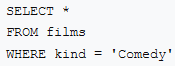 SELECT *
FROM films
WHERE kind = 'Comedy'